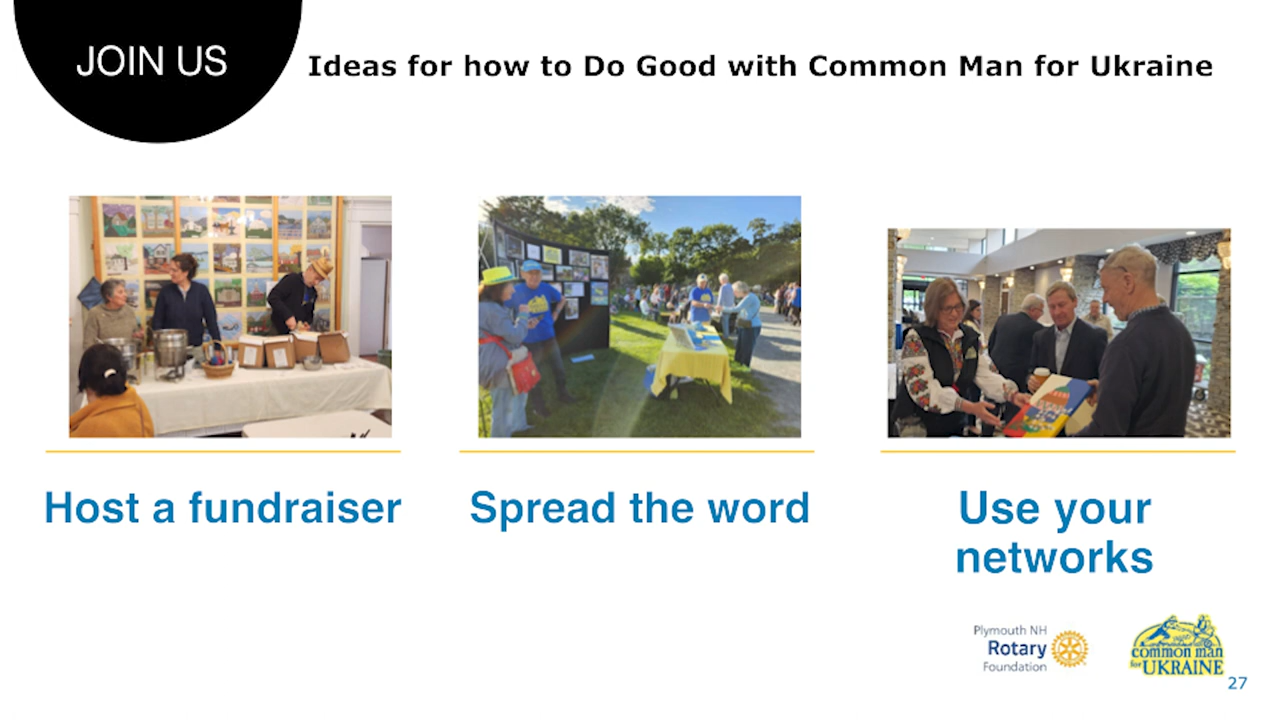 JOIN US
Ideas for how to Do Good with Common Man for Ukraine
Host a fundraiser
Spread the word
Use your
networks
Plymouth NH
Rotary
Foundation
common man
for UKRAINE
27